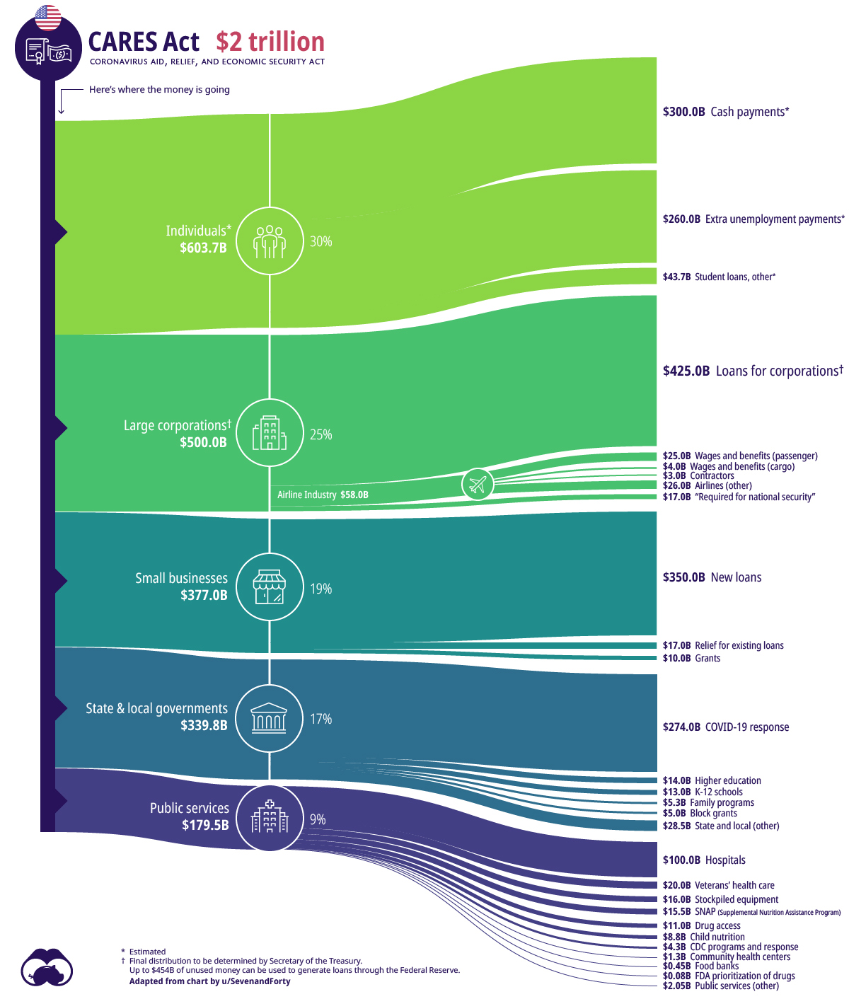 CARES Act $2 trillion
CORONAVIRUS AID, RELIEF, AND ECONOMIC SECURITY ACT
Here's where the money is going
Individuals*
$603.7B
30%
$300.0B Cash payments*
$260.0B Extra unemployment payments*
$43.7B Student loans, other*
Large corporations†
$500.0B
25%
Airline Industry $58.0B
$425.0B Loans for corporations†
$25.0B Wages and benefits (passenger)
$4.0B Wages and benefits (cargo)
$3.0B Contractors
$26.0B Airlines (other)
$17.0B “Required for national security”
Small businesses
$377.0B
19%
$350.0B New loans
$17.0B Relief for existing loans
$10.0B Grants
State & local governments
$339.8B
17%
$274.0B COVID-19 response
$14.0B Higher education
$13.0B K-12 schools
$5.3B Family programs
$5.0B Block grants
$28.5B State and local (other)
Public services
$179.5B
9%
$100.0B Hospitals
$20.0B Veterans’ health care
$16.0B Stockpiled equipment
$15.5B SNAP (Supplemental Nutrition Assistance Program)
$11.0B Drug access
$8.8B Child nutrition
$4.3B CDC programs and response
$1.3B Community health centers
$0.45B Food banks
$0.08B FDA prioritization of drugs
$2.05B Public services (other)
* Estimated
† Final distribution to be determined by Secretary of the Treasury.
Up to $454B of unused money can be used to generate loans through the Federal Reserve.
Adapted from chart by u/SevenandForty